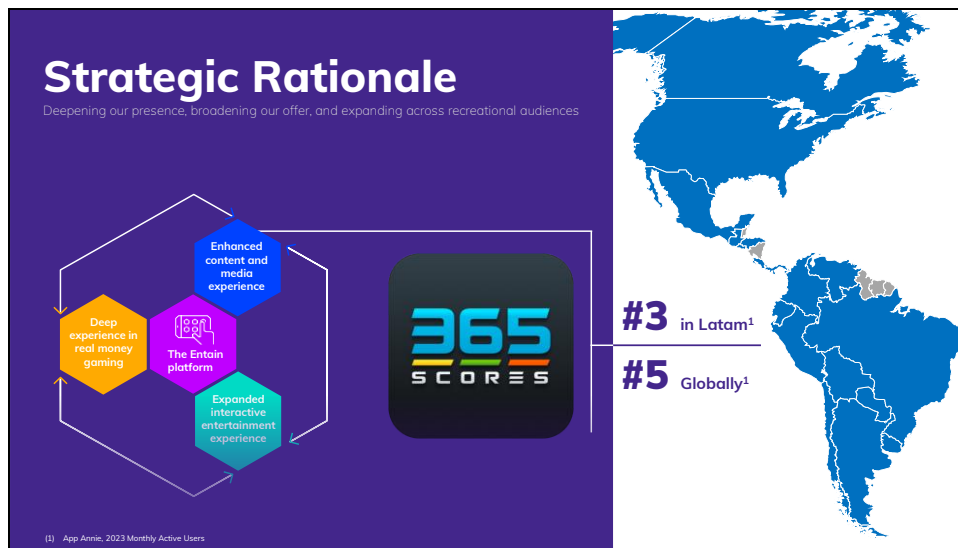 Strategic Rationale
Deepening our presence, broadening our offer, and expanding across recreational audiences
Enhanced
content and
media
experience
Deep
experience in
real money
gaming
The Entain
platform
Expanded
interactive
entertainment
experience
365
SCORES
#3 in Latam¹
#5 Globally¹
(1) App Annie, 2023 Monthly Active Users